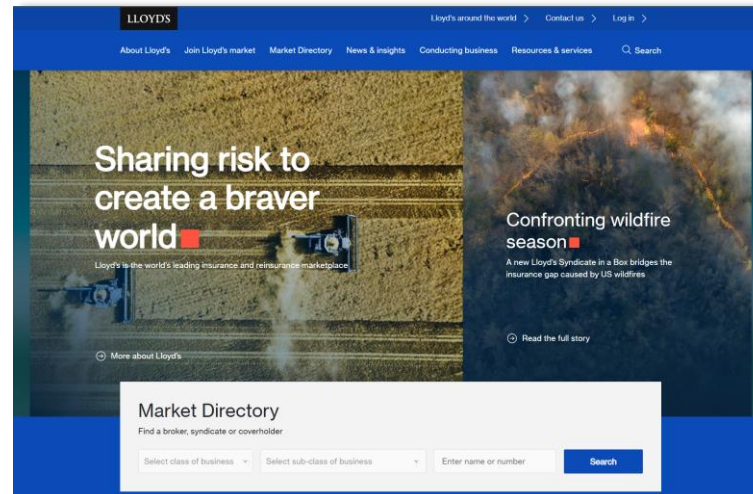 LLOYD'S
Lloyd's around the world
Contact us
Log in
About Lloyd's
Join Lloyd's market
Market Directory
News & insights
Conducting business
Resources & services
Search
Sharing risk to
create a braver
world
Lloyd's is the world's leading insurance and reinsurance marketplace
More about Lloyd's
Confronting wildfire
season
A new Lloyd's Syndicate in a Box bridges the
insurance gap caused by US wildfires
Read the full story
Market Directory
Find a broker, syndicate or coverholder
Select class of business
Select sub-class of business
Enter name or number
Search